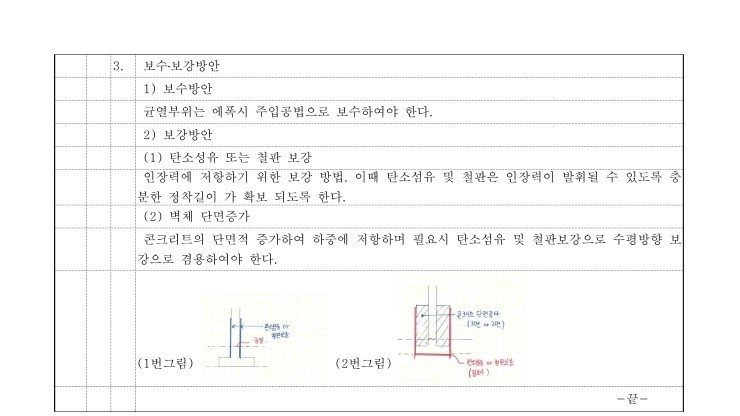 3. 보수·보강방안
1) 보수방안
균열부위는 에폭시 주입공법으로 보수하여야 한다.
2) 보강방안
(1) 탄소섬유 또는 철판 보강
인장력에 저항하기 위한 보강 방법, 이때 탄소섬유 및 철판은 인장력이 발휘될 수 있도록 충
분한 정착길이 가 확보 되도록 한다.
(2) 벽체 단면증가
콘크리트의 단면적 증가하여 하중에 저항하며 필요시 탄소섬유 및 철판보강으로 수평방향 보
강으로 겸용하여야 한다.
탄소섬유 or
철판보강
균열
콘크리트 단면증가
(1면 or 2면)
탄소섬유 or 철판보강
(필요시)
(1번그림)
(2번그림)
-끝-